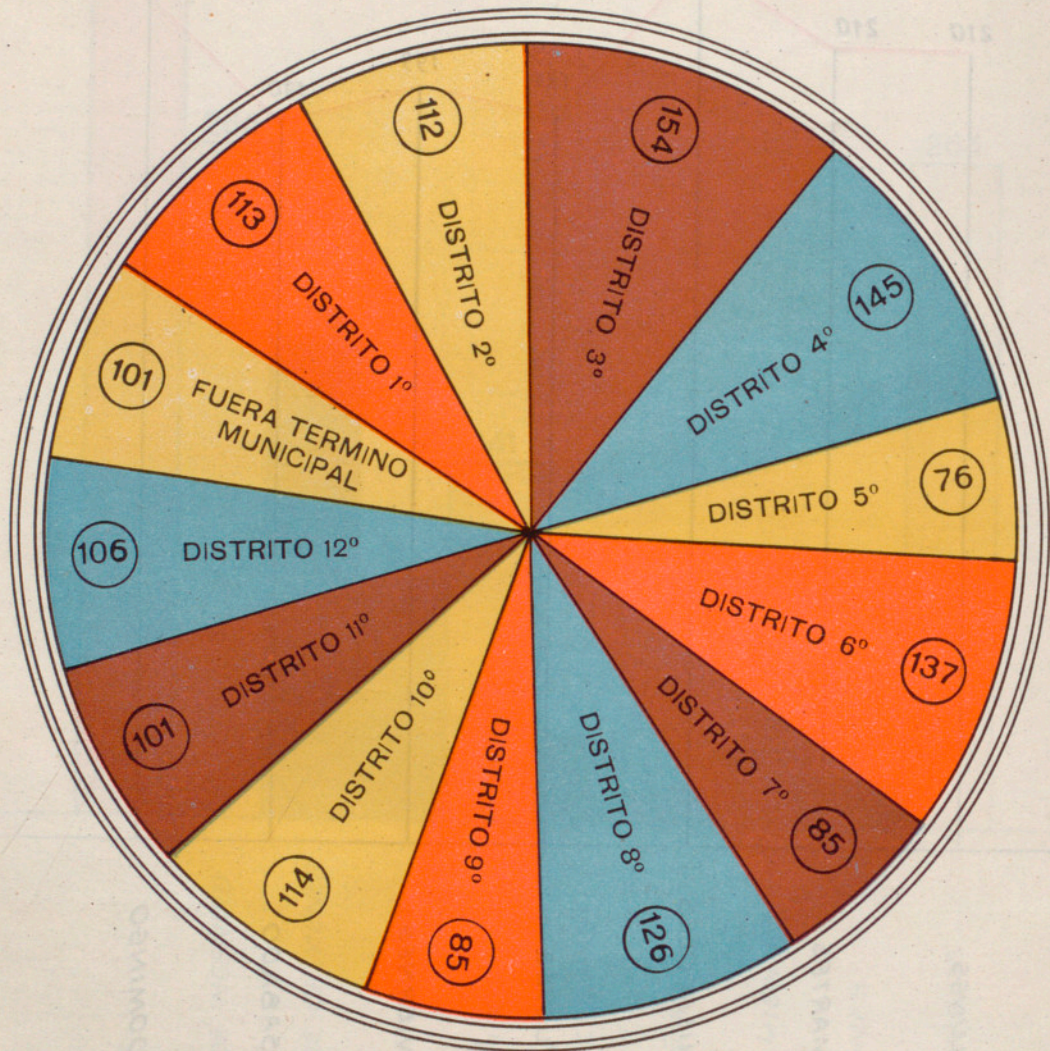 112
DISTRITO 2º
154
DISTRITO 3º
145
DISTRITO 4º
76
DISTRITO 5º
137
DISTRITO 6º
85
DISTRITO 7º
126
DISTRITO 8º
85
DISTRITO 9º
114
DISTRITO 10º
101
DISTRITO 11º
106
DISTRITO 12º
101
FUERA TERMINO
MUNICIPAL
113
DISTRITO 1º
210
210